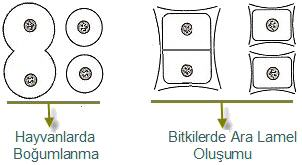 Hayvanlarda
Boğumlanma
Bitkilerde Ara Lamel
Oluşumu